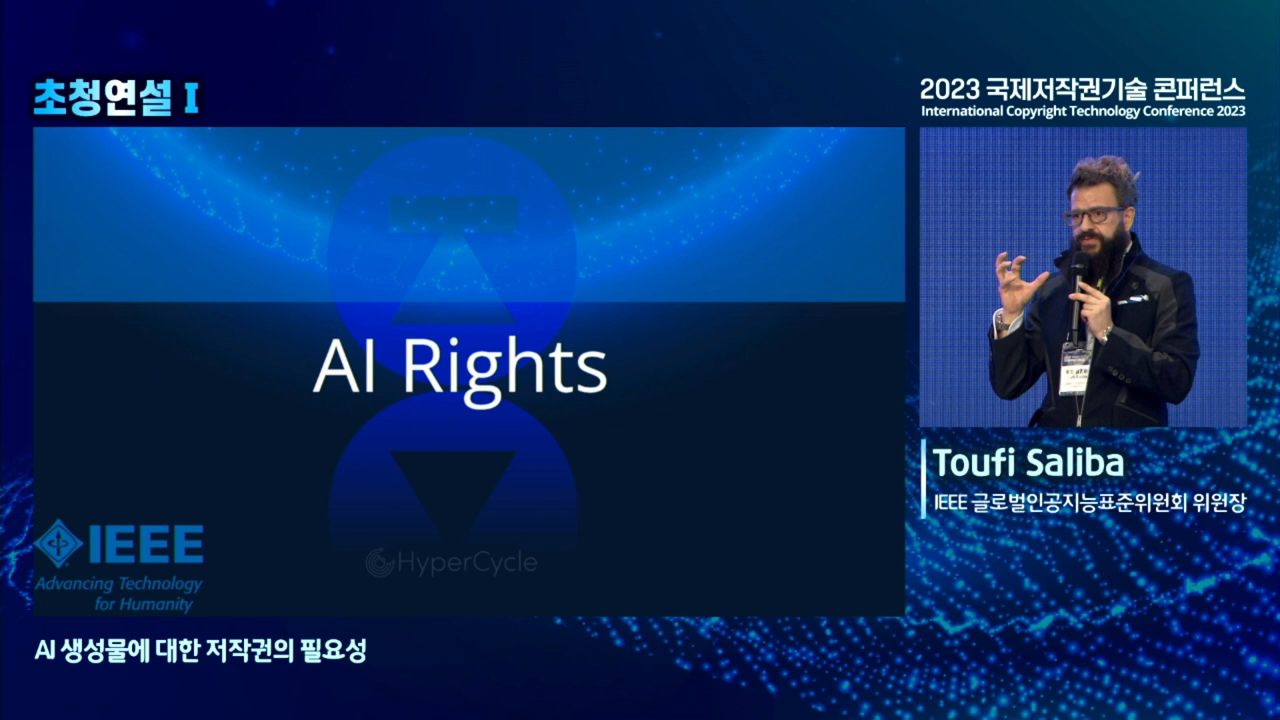 초청연설 I
2023 국제저작권기술 콘퍼런스
International Copyright Technology Conference 2023
AI Rights
IEEE
Advancing Technology
for Humanity
HyperCycle
Toufi Saliba
IEEE 글로벌인공지능표준위원회 위원장
AI 생성물에 대한 저작권의 필요성